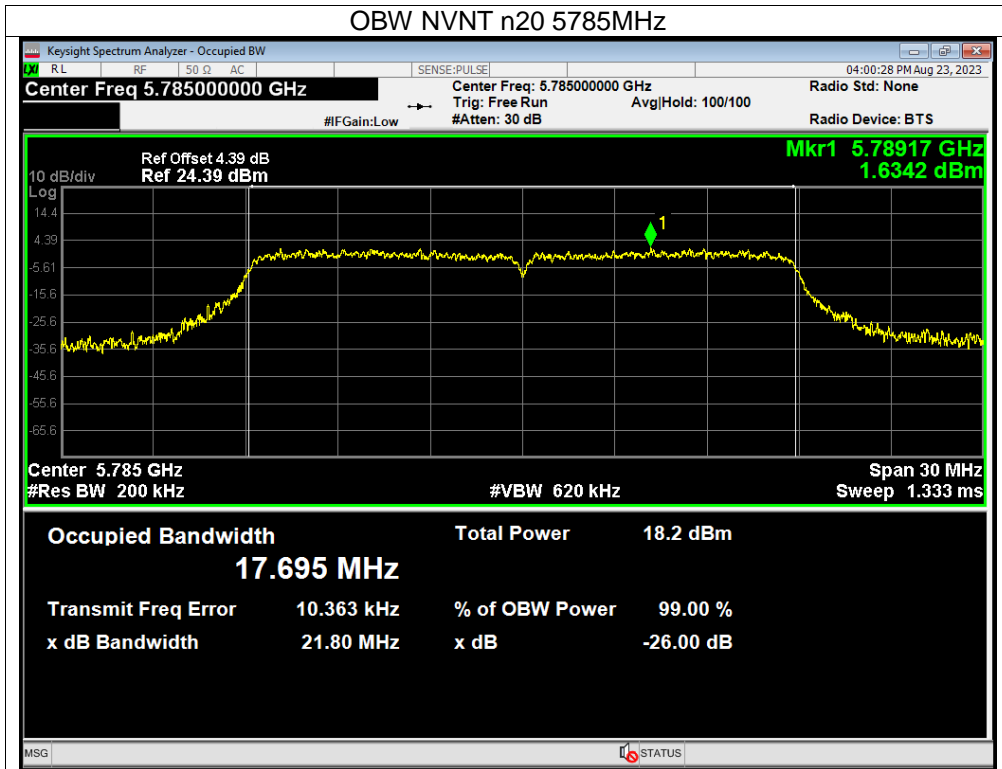 OBW NVNT n20 5785MHz
Keysight Spectrum Analyzer - Occupied BW
LXI RL RF 50 Ω AC SENSE:PULSE 04:00:28 PM Aug 23, 2023
Center Freq 5.785000000 GHz Center Freq: 5.785000000 GHz Radio Std: None
Trig: Free Run Avg|Hold: 100/100
#IFGain:Low #Atten: 30 dB Radio Device: BTS
Mkr1 5.78917 GHz
1.6342 dBm
Ref Offset 4.39 dB
10 dB/div Ref 24.39 dBm
Log
14.4
4.39
-5.61
-15.6
-25.6
-35.6
-45.6
-55.6
-65.6
1
Center 5.785 GHz Span 30 MHz
#Res BW 200 kHz #VBW 620 kHz Sweep 1.333 ms
Occupied Bandwidth Total Power 18.2 dBm
17.695 MHz
Transmit Freq Error 10.363 kHz % of OBW Power 99.00 %
x dB Bandwidth 21.80 MHz x dB -26.00 dB
MSG STATUS